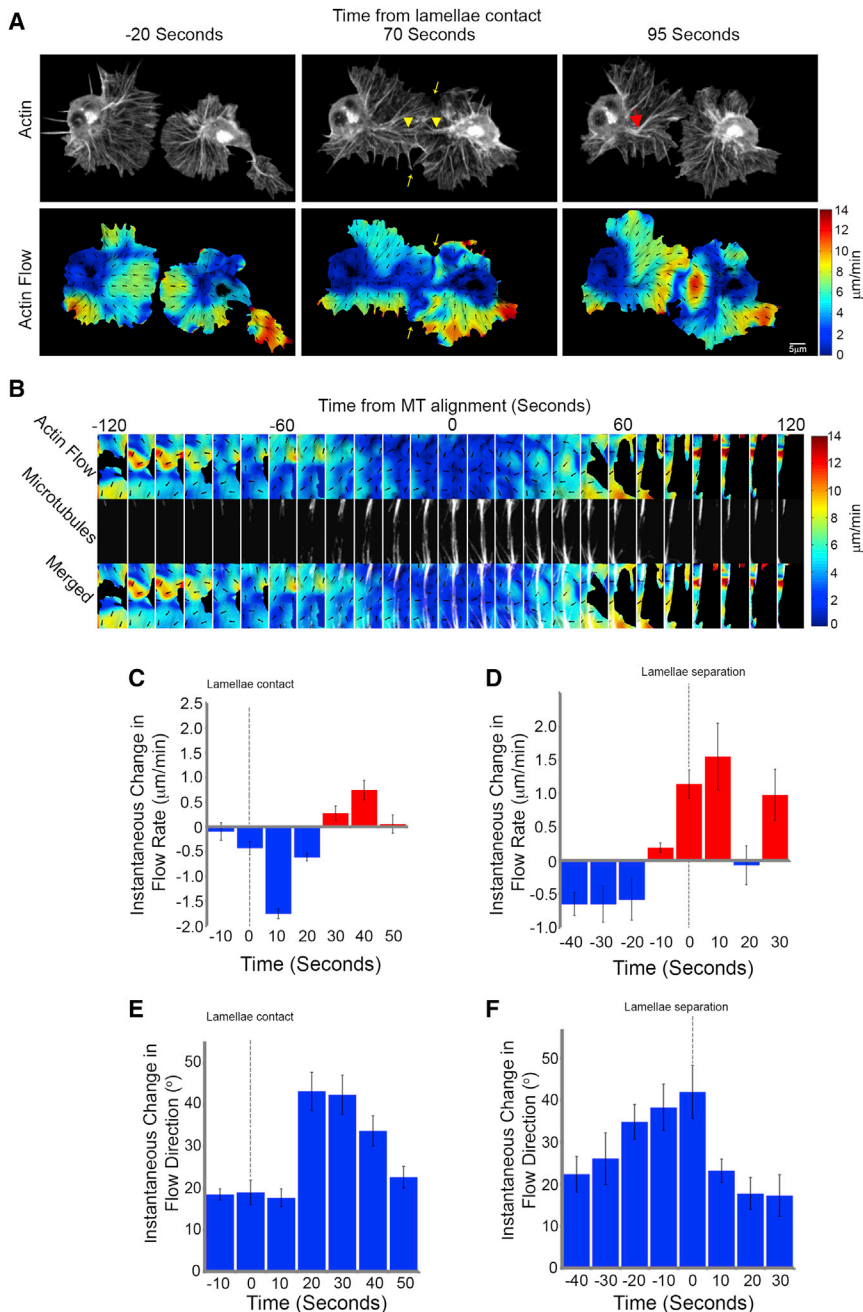 A
Time from lamellae contact
-20 Seconds
70 Seconds
95 Seconds
Actin
Actin Flow
14
12
10
8
6
4
2
0
μm/min
5μm
B
Time from MT alignment (Seconds)
-120
-60
0
60
120
Actin Flow
Microtubules
Merged
14
12
10
8
6
4
2
0
μm/min
C
Lamellae contact
Instantaneous Change in
Flow Rate (μm/min)
2.5
2.0
1.5
1.0
0.5
0
-0.5
-1.0
-1.5
-2.0
-10 0 10 20 30 40 50
Time (Seconds)
D
Lamellae separation
Instantaneous Change in
Flow Rate (μm/min)
2.0
1.5
1.0
0.5
0
-0.5
-1.0
-40 -30 -20 -10 0 10 20 30
Time (Seconds)
E
Lamellae contact
Instantaneous Change in
Flow Direction (°)
50
40
30
20
10
0
-10 0 10 20 30 40 50
Time (Seconds)
F
Lamellae separation
Instantaneous Change in
Flow Direction (°)
50
40
30
20
10
0
-40 -30 -20 -10 0 10 20 30
Time (Seconds)